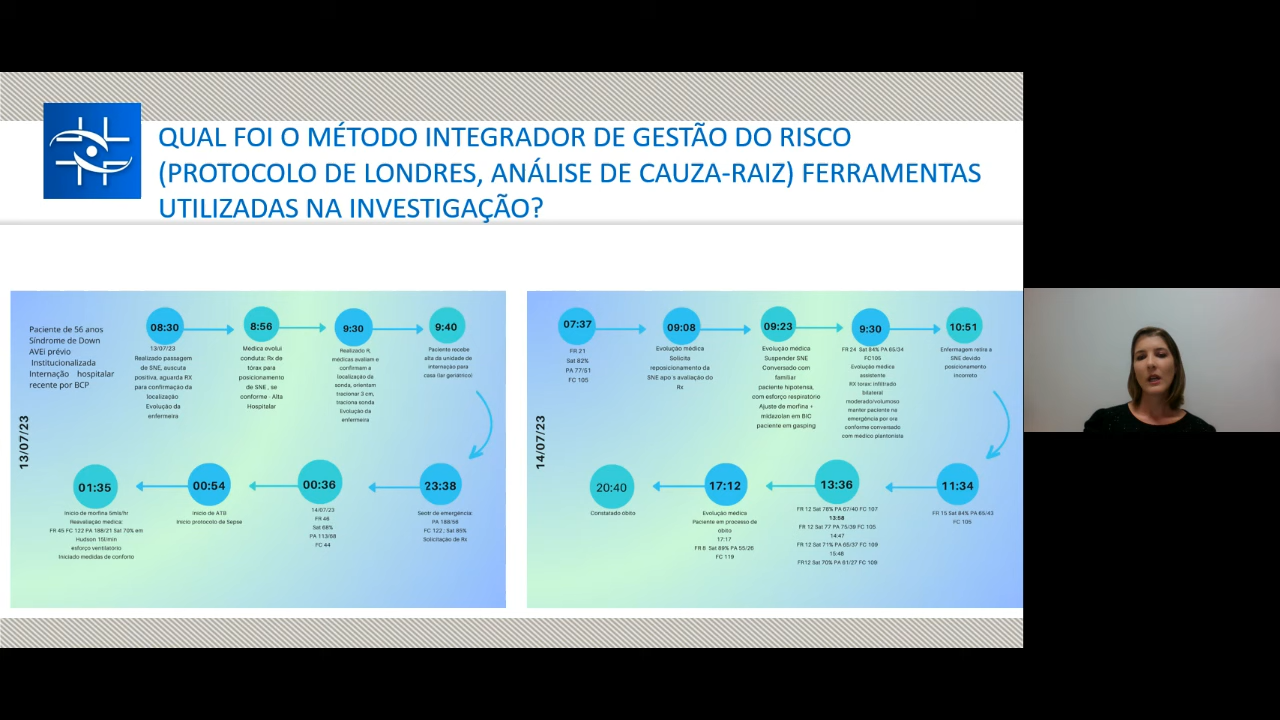 QUAL FOI O MÉTODO INTEGRADOR DE GESTÃO DO RISCO
(PROTOCOLO DE LONDRES, ANÁLISE DE CAUZA-RAIZ) FERRAMENTAS
UTILIZADAS NA INVESTIGAÇÃO?
13/07/23
Paciente de 56 anos
Síndrome de Down
AVEi prévio
Institucionalizada
Internação hospitalar
recente por BCP
08:30
13/07/23
Realizado passagem
de SNE, ausculta
positiva, aguarda RX
para confirmação da
localização
Evolução da
enfermeira
8:56
Médica evolui
conduta: Rx de
tórax para
posicionamento
de SNE, se
conforme - Alta
Hospitalar
9:30
Realizado R,
médicas avaliam e
confirmam a
localização da
sonda, orientam
tracionar 3 cm,
traciona sonda
Evolução da
enfermeira
9:40
Paciente recebe
alta da unidade de
internação para
casa (lar geriátrico)
23:38
Setor de emergência:
PA 188/58
FC 122, Sat 85%
Solicitação de Rx
00:36
14/07/23
FR 46
Sat 68%
PA 113/68
FC 44
00:54
Inicio de ATB
Inicio protocolo de Sepse
01:35
Inicio de morfina 5ml/s/hr
Reavaliação medica:
FR 45 FC 122 PA 188/21 Sat 70% em
Hudson 15l/min
esforço ventilatório
Iniciado medidas de conforto
14/07/23
07:37
FR 21
Sat 82%
PA 77/51
FC 105
09:08
Evolução médica
Solicita
reposicionamento da
SNE apo´s avaliação do
Rx
09:23
Evolução médica
Suspender SNE
Conversado com
familiar
paciente hiporensa,
com esforço respiratório
Ajuste de morfina +
midazolan em BIC
paciente em gasping
9:30
FR 24 Sat 84% PA 65/34
FC105
Evolução médica
assistente
RX torax: infiltrado
bilateral
moderado/volumoso
manter paciente na
emergência por ora
conforme conversado
com medico plantonista
10:51
Enfermagem retira a
SNE devido
posicionamento
incorreto
11:34
FR 15 Sat 84% PA 65/43
FC 105
13:36
FR 12 Sat 76% PA 67/40 FC 107
13:58
FR 12 Sat 77 PA 75/39 FC 105
14:47
FR 12 Sat 71% PA 65/37 FC 109
15:48
FR12 Sat 70% PA 61/27 FC 109
17:12
Evolução médica
Paciente em processo de
óbito
17:17
FR 8 Sat 89% PA 55/26
FC 119
20:40
Constarado óbito